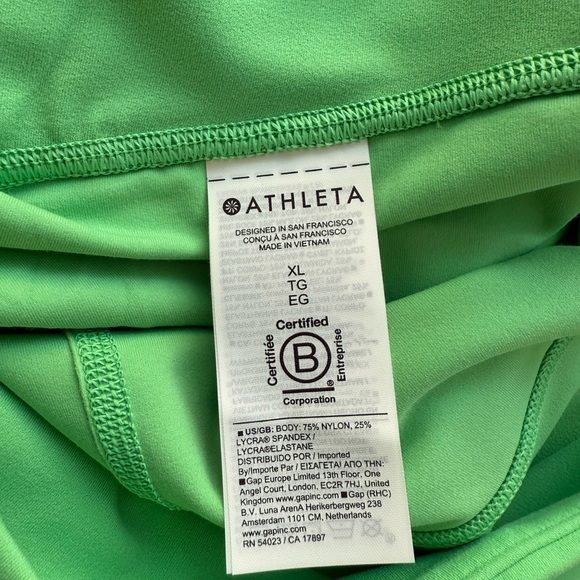 ATHLETA
DESIGNED IN SAN FRANCISCO
CONÇU À SAN FRANCISCO
MADE IN VIETNAM
XL
TG
EG
Certified
Certifiée
B
Entreprise
®
Corporation
■ US/GB: BODY: 75% NYLON, 25%
LYCRA® SPANDEX /
LYCRA®ELASTANE
DISTRIBUIDO POR / Imported
By/Importe Par / ΕΙΣΑΓΕΤΑΙ ΑΠΟ ΤΗΝ:
■ Gap Europe Limited 13th Floor, One
Angel Court, London, EC2R 7HJ, United
Kingdom www.gapinc.com ■ Gap (RHC)
B.V. Luna ArenA Herikerbergweg 238
Amsterdam 1101 CM, Netherlands
www.gapinc.com
RN 54023 / CA 17897